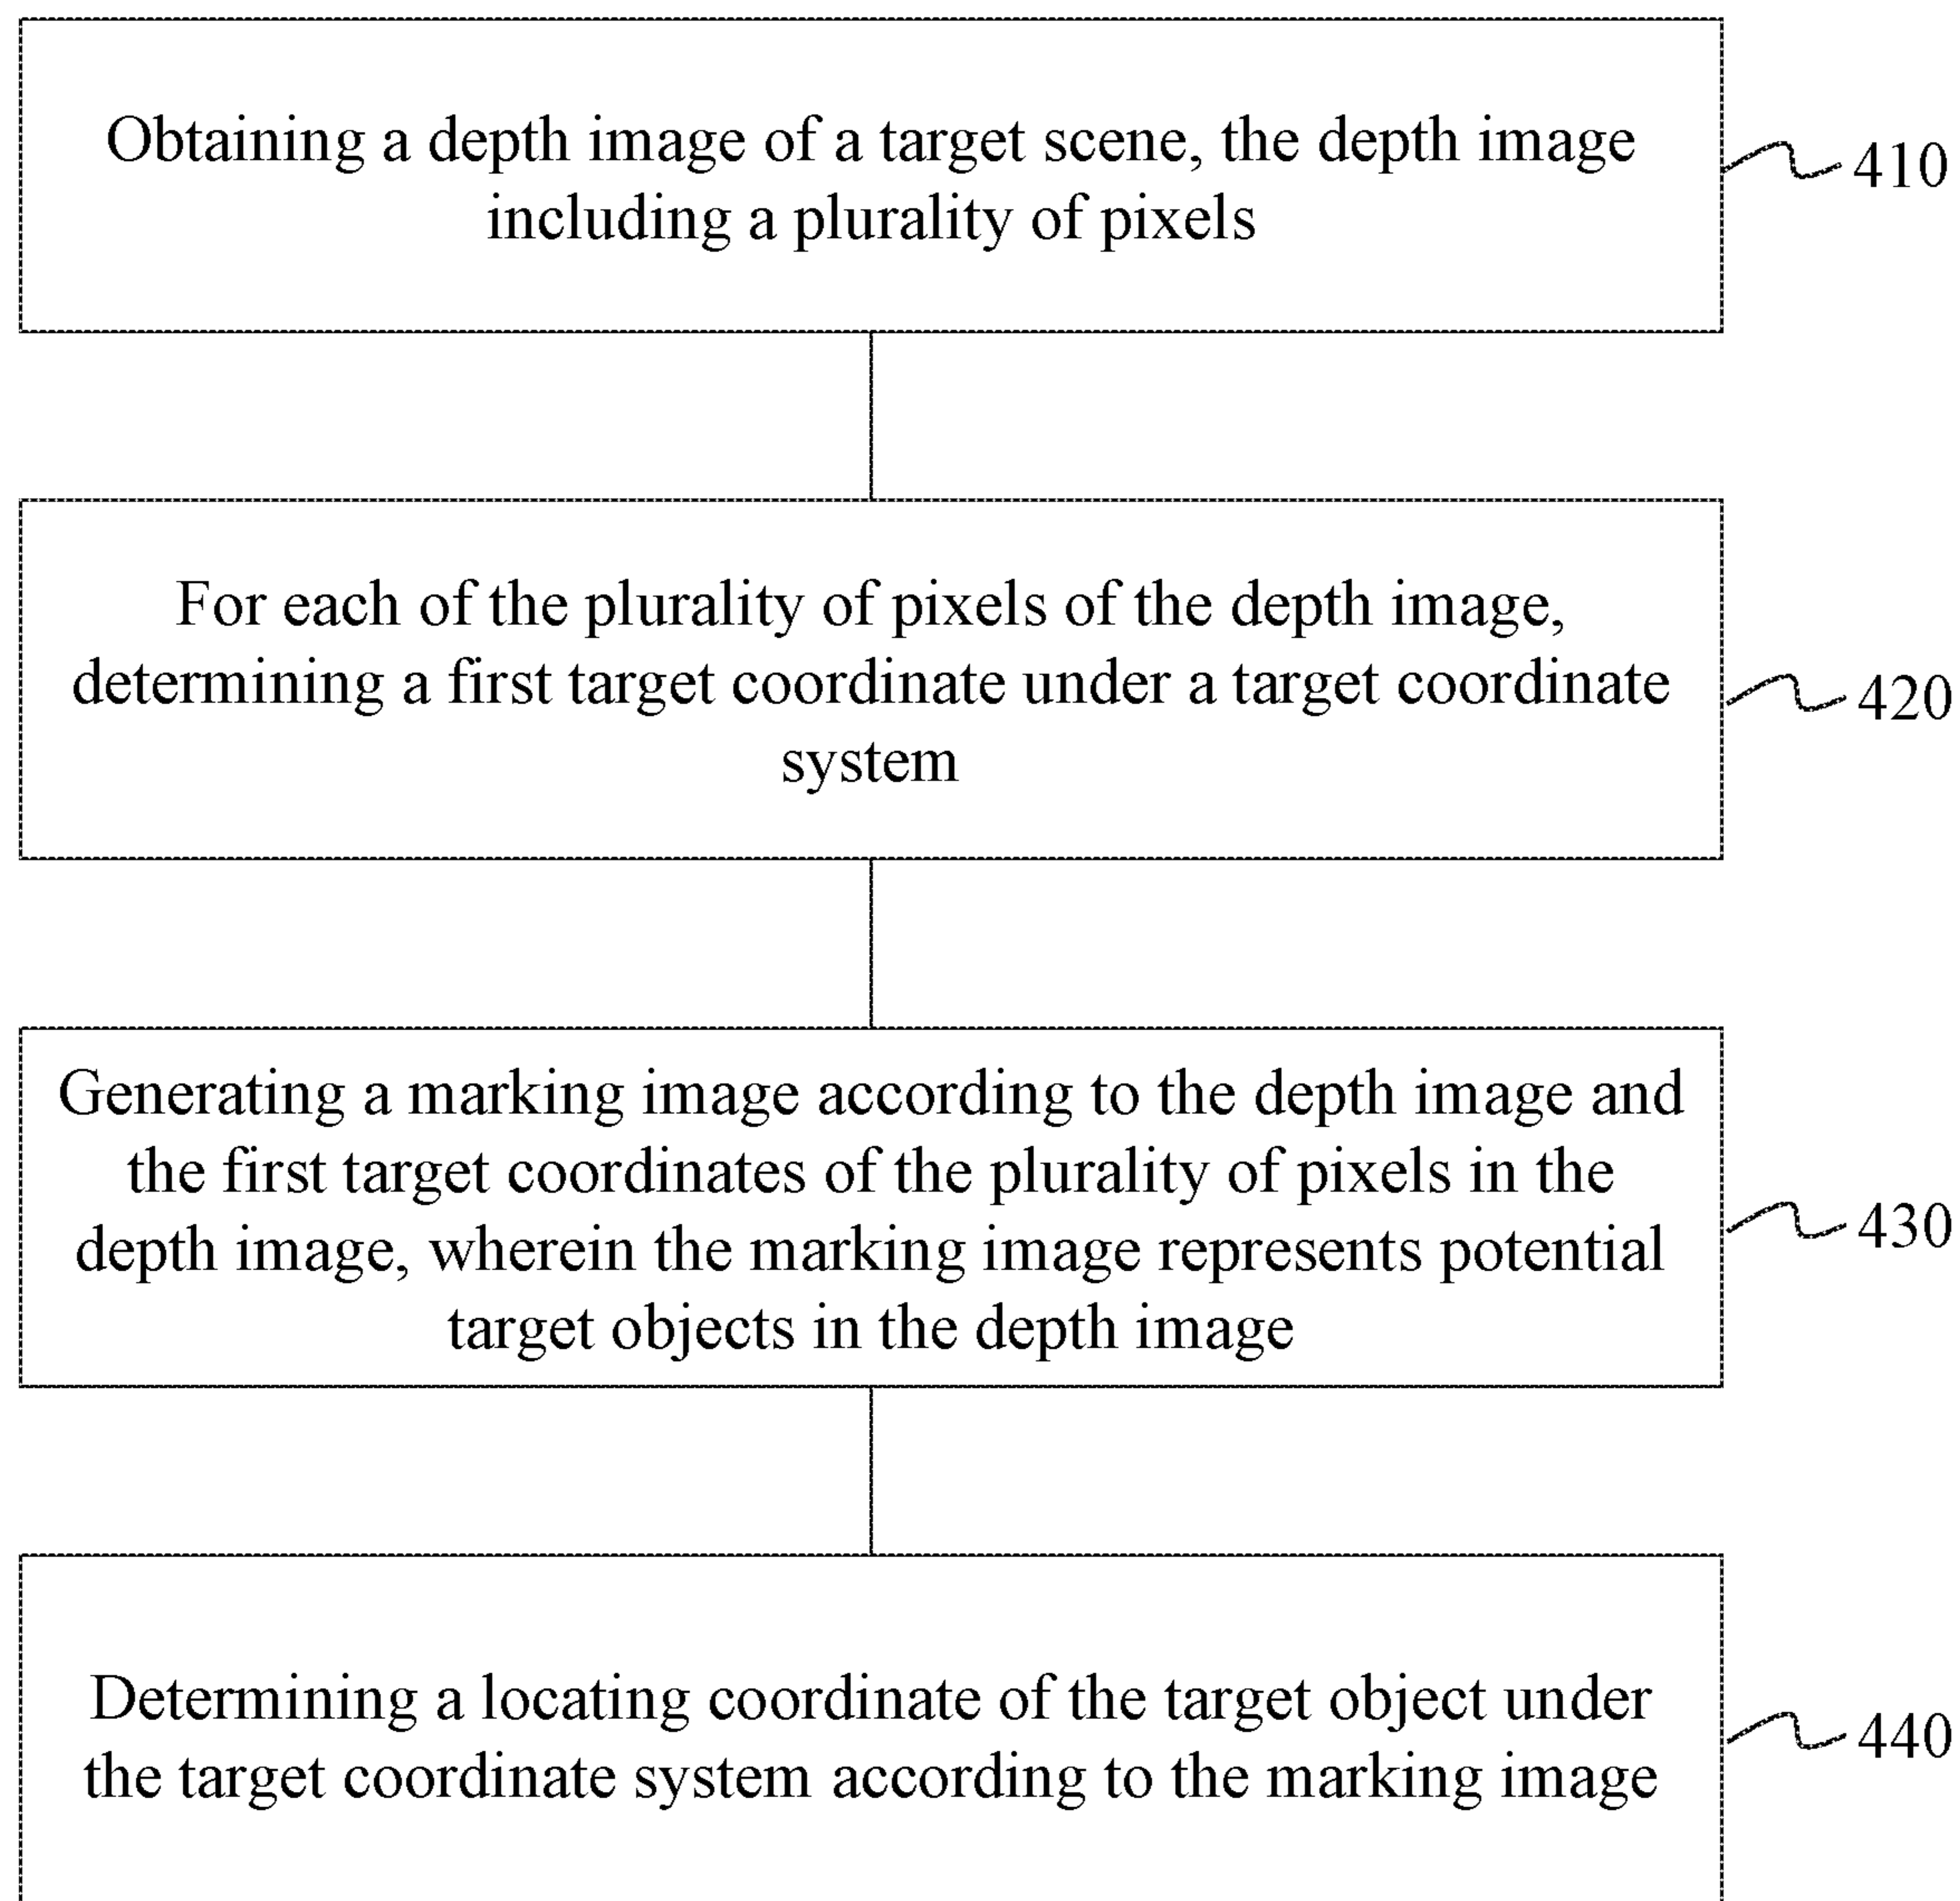 Obtaining a depth image of a target scene, the depth image
including a plurality of pixels
410
For each of the plurality of pixels of the depth image,
determining a first target coordinate under a target coordinate
system
420
Generating a marking image according to the depth image and
the first target coordinates of the plurality of pixels in the
depth image, wherein the marking image represents potential
target objects in the depth image
430
Determining a locating coordinate of the target object under
the target coordinate system according to the marking image
440